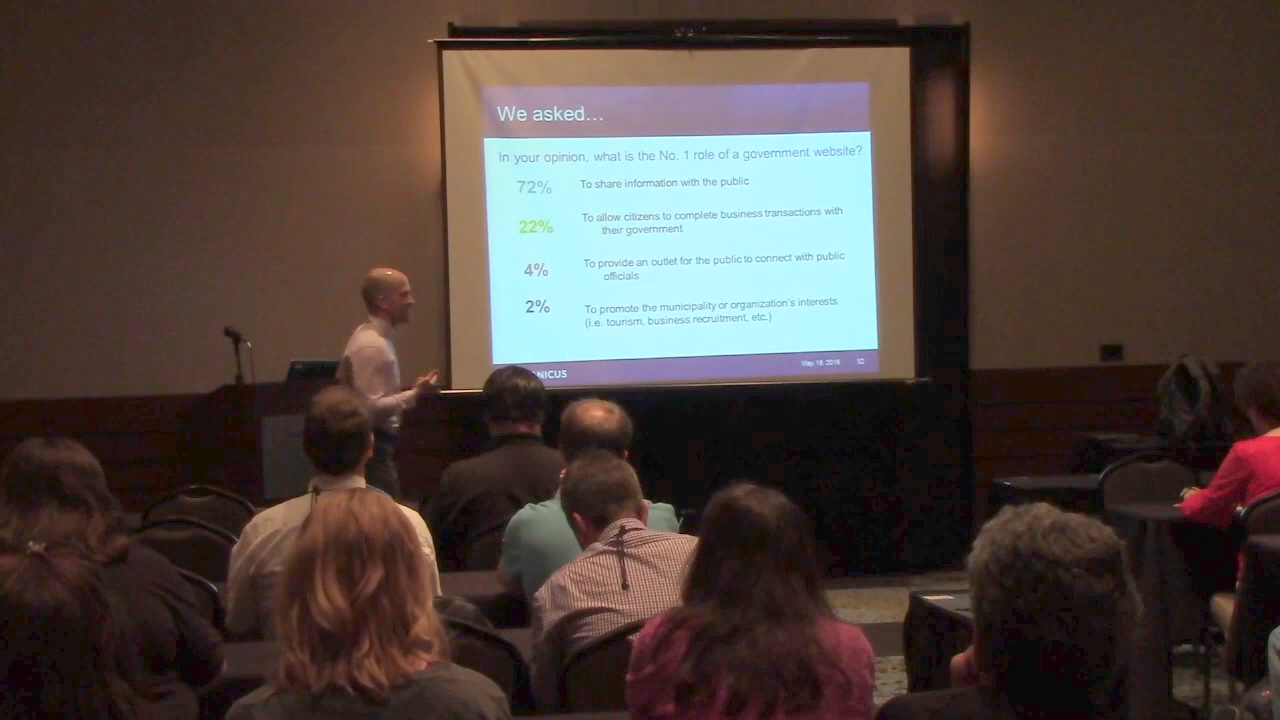 We asked...
In your opinion, what is the No. 1 role of a government website?
72% To share information with the public
22% To allow citizens to complete business transactions with
their government
4% To provide an outlet for the public to connect with public
officials
2% To promote the municipality or organization's interests
(i.e. tourism, business recruitment, etc.)
NICUS May 19, 2016 32